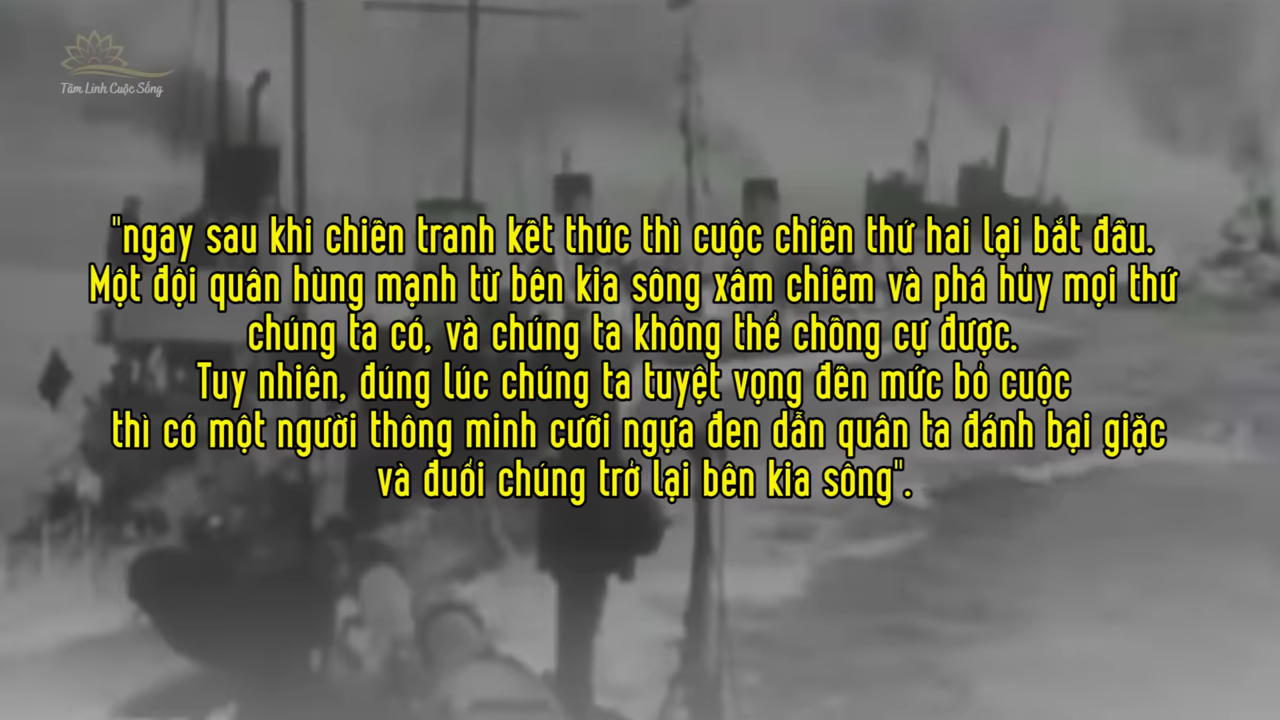 Tâm Linh Cuộc Sống
"ngay sau khi chiến tranh kết thúc thì cuộc chiến thứ hai lại bắt đầu.
Một đội quân hùng mạnh từ bên kia sông xâm chiếm và phá hủy mọi thứ
chúng ta có, và chúng ta không thể chống cự được.
Tuy nhiên, đúng lúc chúng ta tuyệt vọng đến mức bỏ cuộc
thì có một người thông minh cưỡi ngựa đen dẫn quân ta đánh bại giặc
và đuổi chúng trở lại bên kia sông".